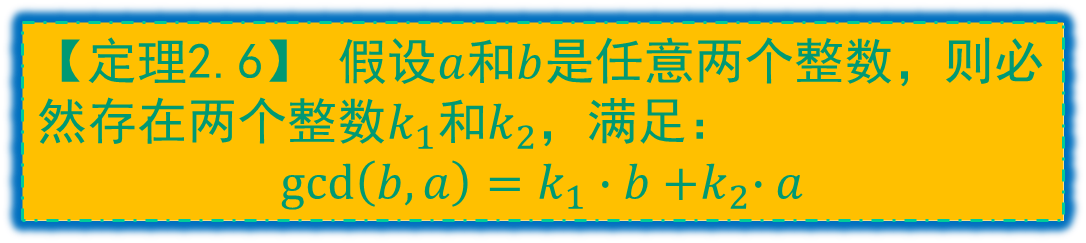 【定理2.6】 假设𝑎和𝑏是任意两个整数，则必
然存在两个整数𝑘₁和𝑘₂，满足：
gcd(𝑏, 𝑎) = 𝑘₁ · 𝑏 +𝑘₂· 𝑎